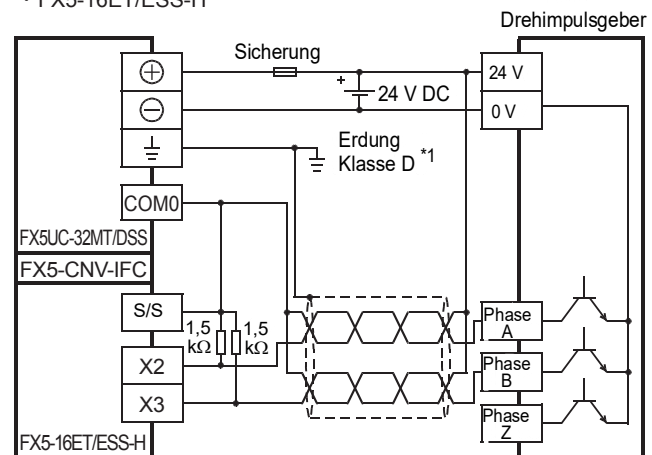 FX5-16ET/ESS-H
Drehimpulsgeber
Sicherung
24 V
+
24 V DC
0 V
Erdung
Klasse D *1
COM0
FX5UC-32MT/DSS
FX5-CNV-IFC
S/S
1,5
kΩ
1,5
kΩ
X2
X3
FX5-16ET/ESS-H
Phase
A
Phase
B
Phase
Z